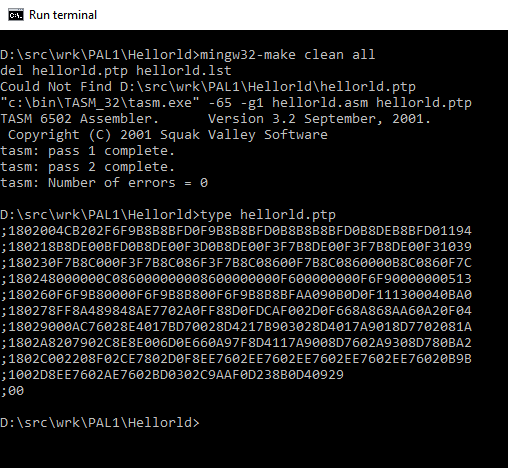 Run terminal
D:\src\wrk\PAL1\Hellorld>mingw32-make clean all
del hellorld.ptp hellorld.lst
Could Not Find D:\src\wrk\PAL1\Hellorld\hellorld.ptp
"c:\bin\TASM_32\tasm.exe" -65 -g1 hellorld.asm hellorld.ptp
TASM 6502 Assembler.      Version 3.2 September, 2001.
 Copyright (C) 2001 Squak Valley Software
tasm: pass 1 complete.
tasm: pass 2 complete.
tasm: Number of errors = 0
D:\src\wrk\PAL1\Hellorld>type hellorld.ptp
;1802004CB202F6F9B8B8BFD0F9B8B8BFD0B8B8B8BFD0B8DEB8BFD01194
;180218B8DE00BFD0B8DE00F3D0B8DE00F3F7B8DE00F3F7B8DE00F31039
;180230F7B8C000F3F7B8C086F3F7B8C08600F7B8C0860000B8C0860F7C
;180248000000C08600000008600000000F600000000F6F90000000513
;180260F6F9B80000F6F9B8B800F6F9B8B8BFAA090B0D0F111300040BA0
;180278FF8A489848AE7702A0FF88D0FDCAF002D0F668A868AA60A20F04
;18029000AC76028E4017BD70028D4217B903028D4017A9018D7702081A
;1802A8207902C8E8E006D0E660A97F8D4117A9008D7602A9308D780BA2
;1802C002208F02CE7802D0F8EE7602EE7602EE7602EE7602EE76020B9B
;1002D8EE7602AE7602BD0302C9AAF0D238B0D40929
;00
D:\src\wrk\PAL1\Hellorld>